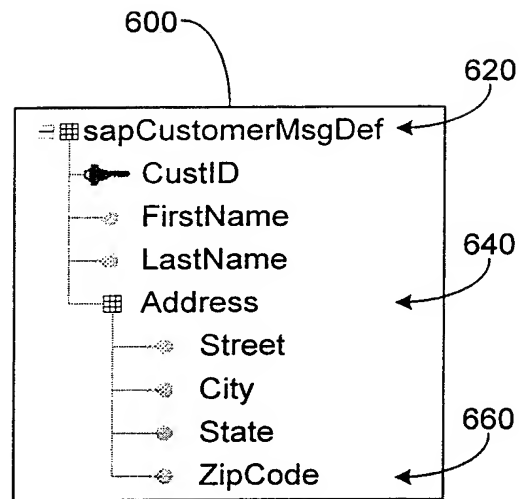 600
620
sapCustomerMsgDef
CustID
FirstName
LastName
640
Address
Street
City
State
660
ZipCode